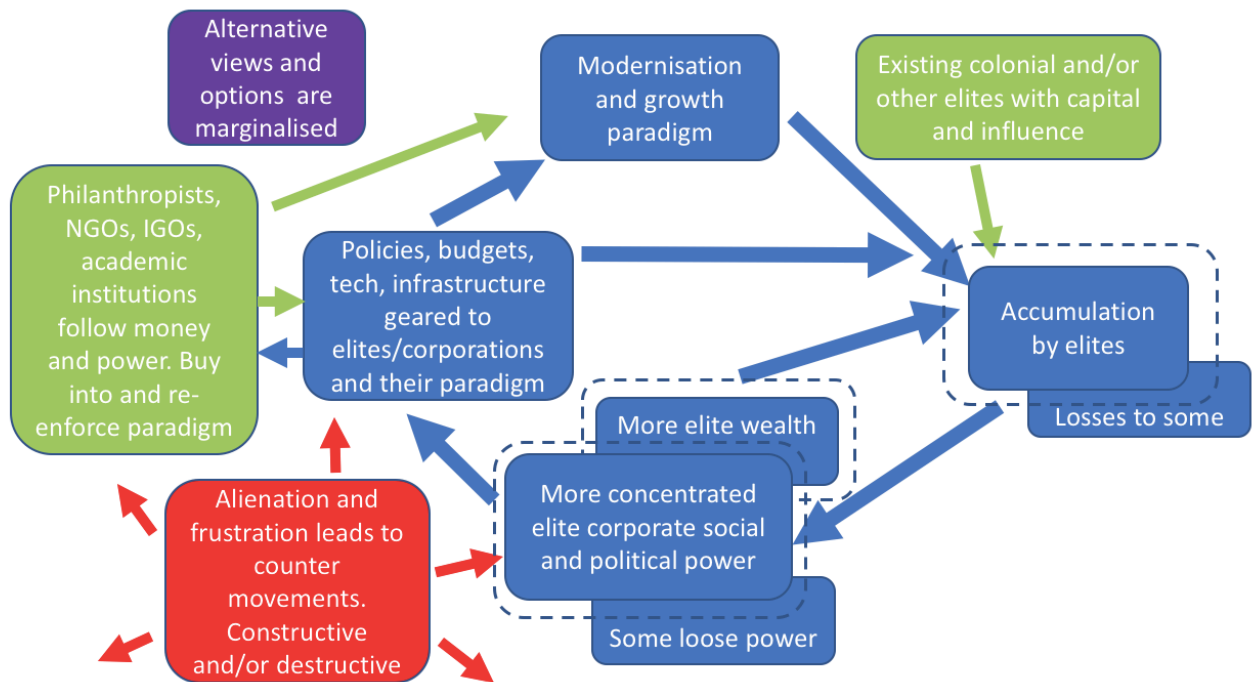 Alternative
views and
options are
marginalised
Modernisation
and growth
paradigm
Existing colonial and/or
other elites with capital
and influence
Philanthropists,
NGOs, IGOs,
academic
institutions
follow money
and power. Buy
into and re-
enforce paradigm
Policies, budgets,
tech, infrastructure
geared to
elites/corporations
and their paradigm
Accumulation
by elites
Losses to some
More elite wealth
More concentrated
elite corporate social
and political power
Some loose power
Alienation and
frustration leads to
counter
movements.
Constructive
and/or destructive